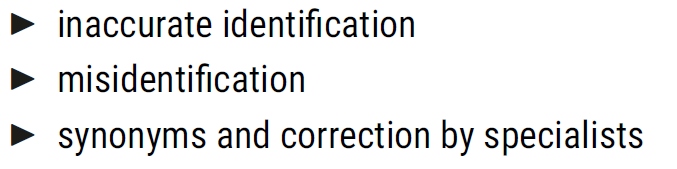 ► inaccurate identification
► misidentification
► synonyms and correction by specialists